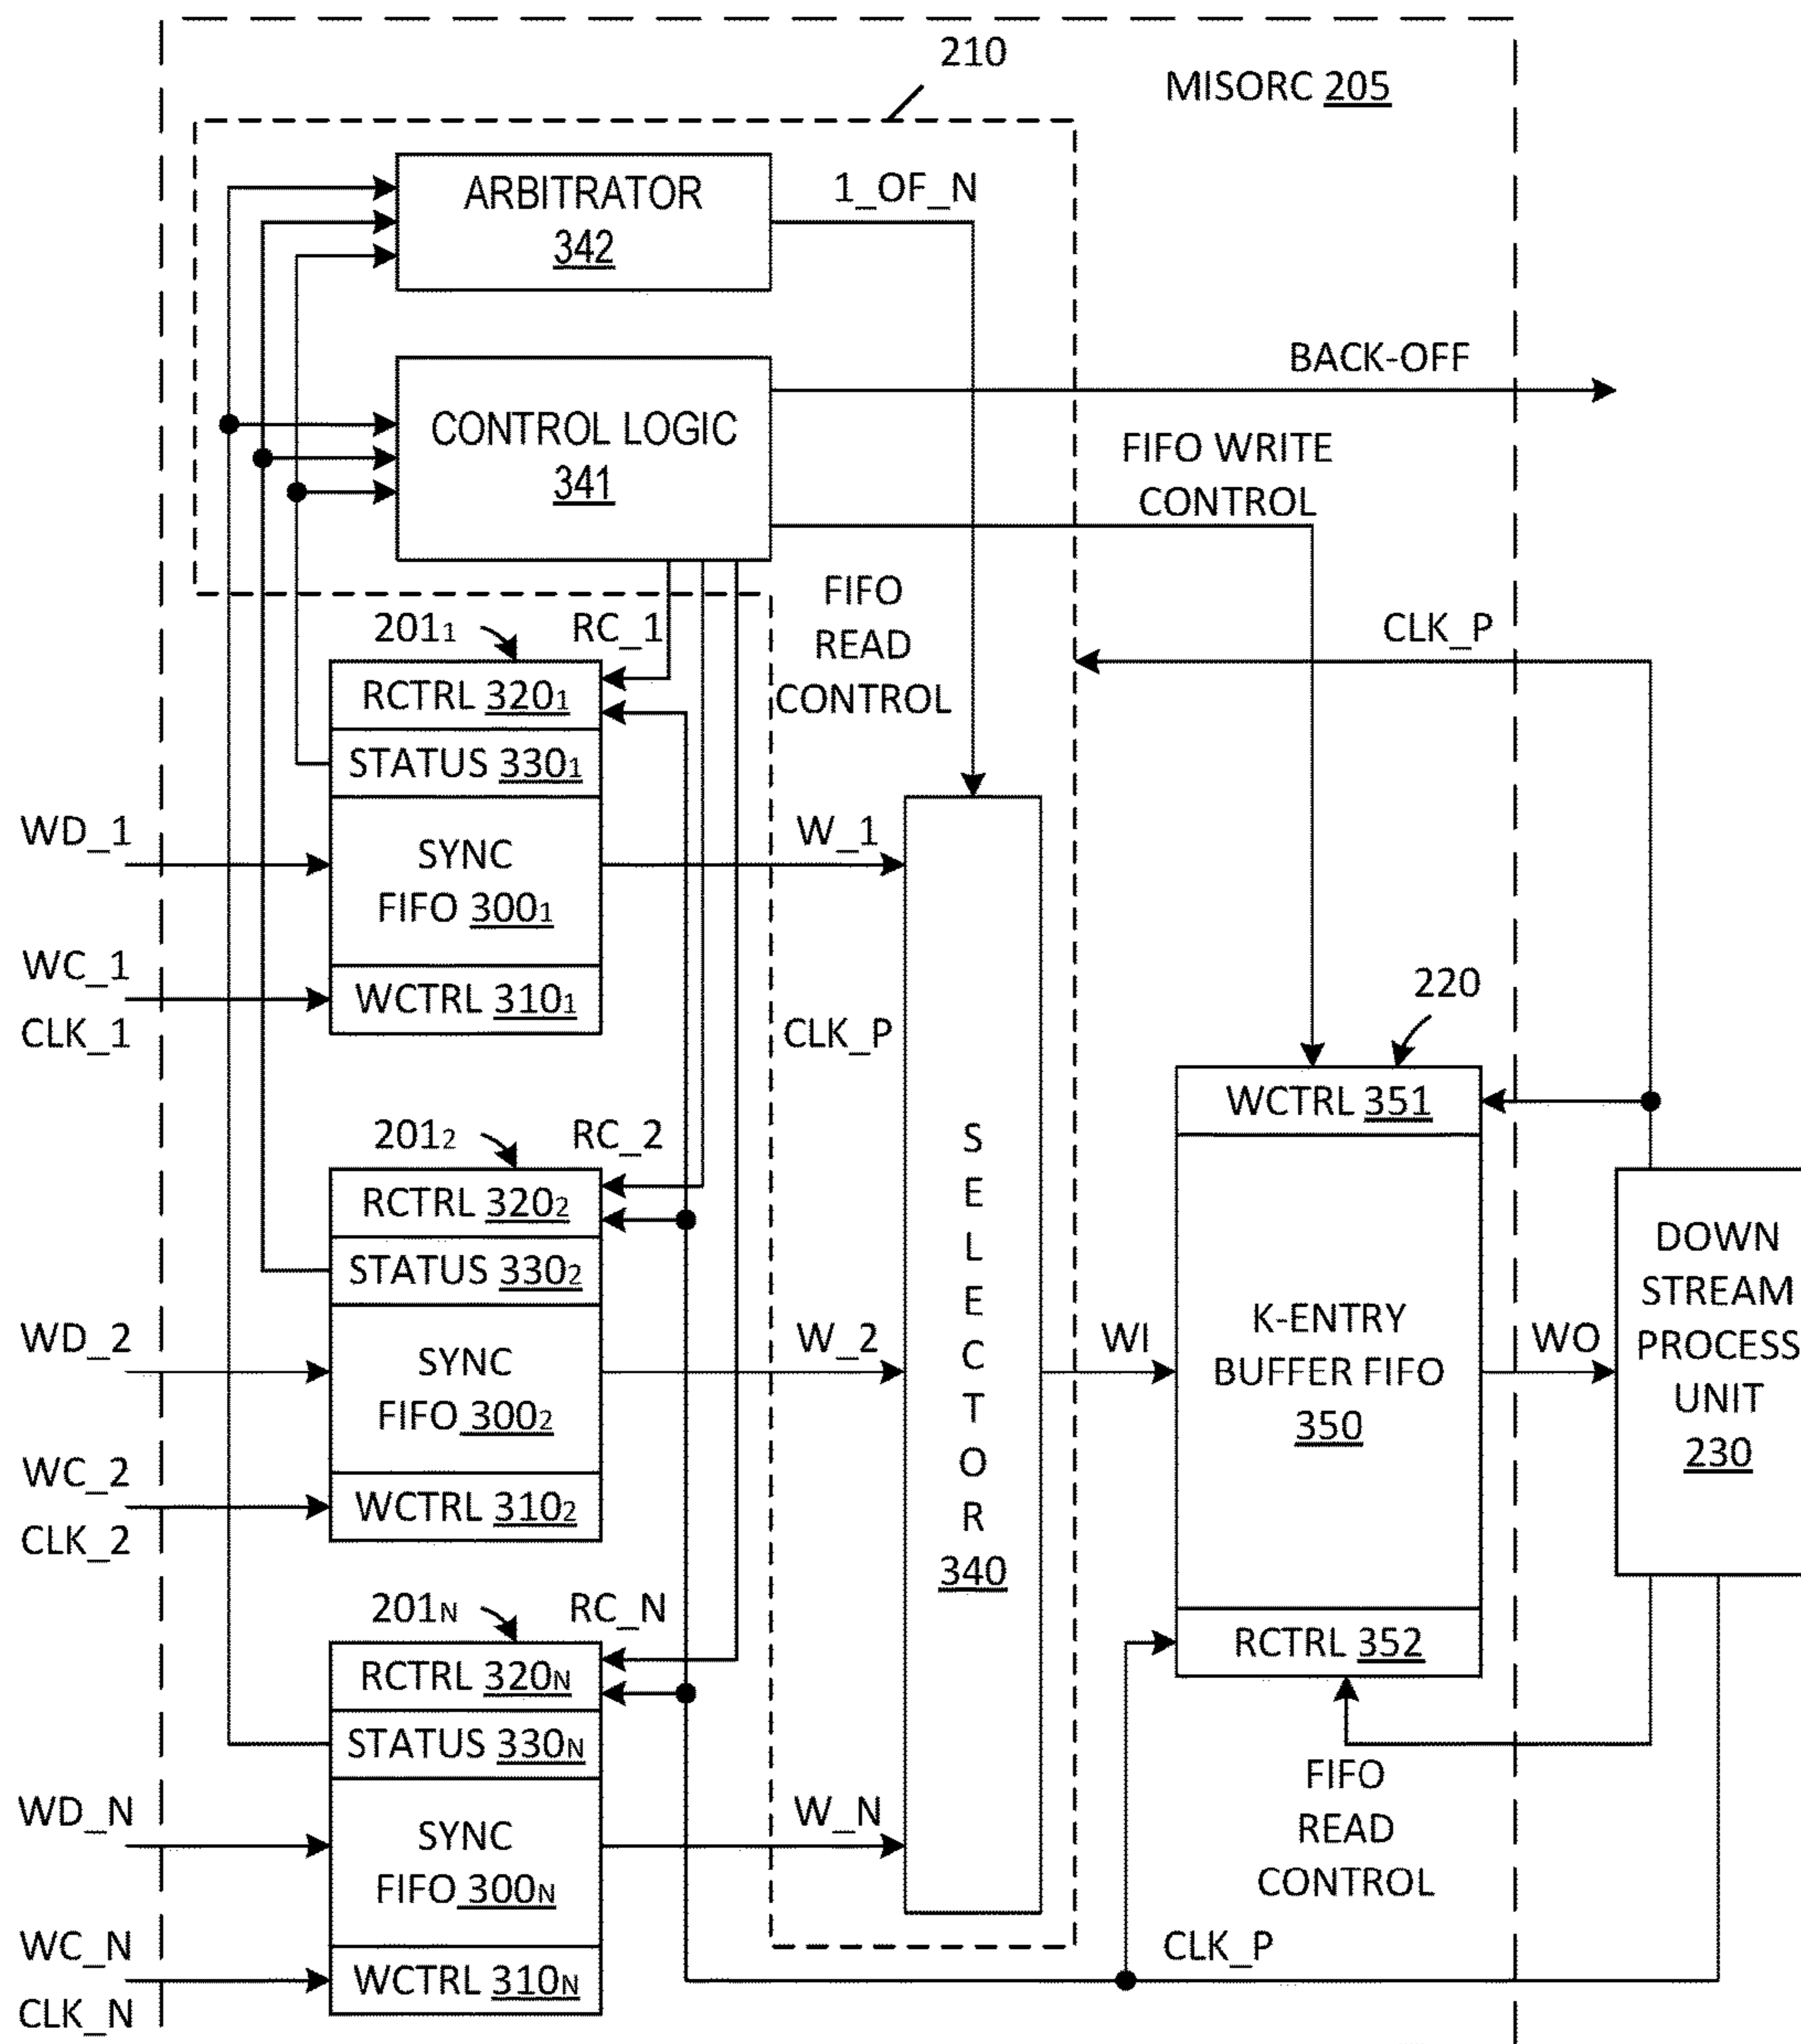 210
MISORC 205
ARBITRATOR
342
1_OF_N
BACK-OFF
CONTROL LOGIC
341
FIFO WRITE
CONTROL
FIFO
READ
CONTROL
CLK_P
201₁
RC_1
RCTRL 320₁
STATUS 330₁
WD_1
SYNC
FIFO 300₁
W_1
WC_1
CLK_1
WCTRL 310₁
CLK_P
220
201₂
RC_2
WCTRL 351
RCTRL 320₂
STATUS 330₂
SELECTOR
340
DOWN
STREAM
PROCESS
UNIT
230
WD_2
SYNC
FIFO 300₂
W_2
WI
K-ENTRY
BUFFER FIFO
350
WO
WC_2
CLK_2
WCTRL 310₂
201N
RC_N
RCTRL 320N
RCTRL 352
STATUS 330N
FIFO
READ
CONTROL
WD_N
SYNC
FIFO 300N
W_N
WC_N
CLK_N
WCTRL 310N
CLK_P